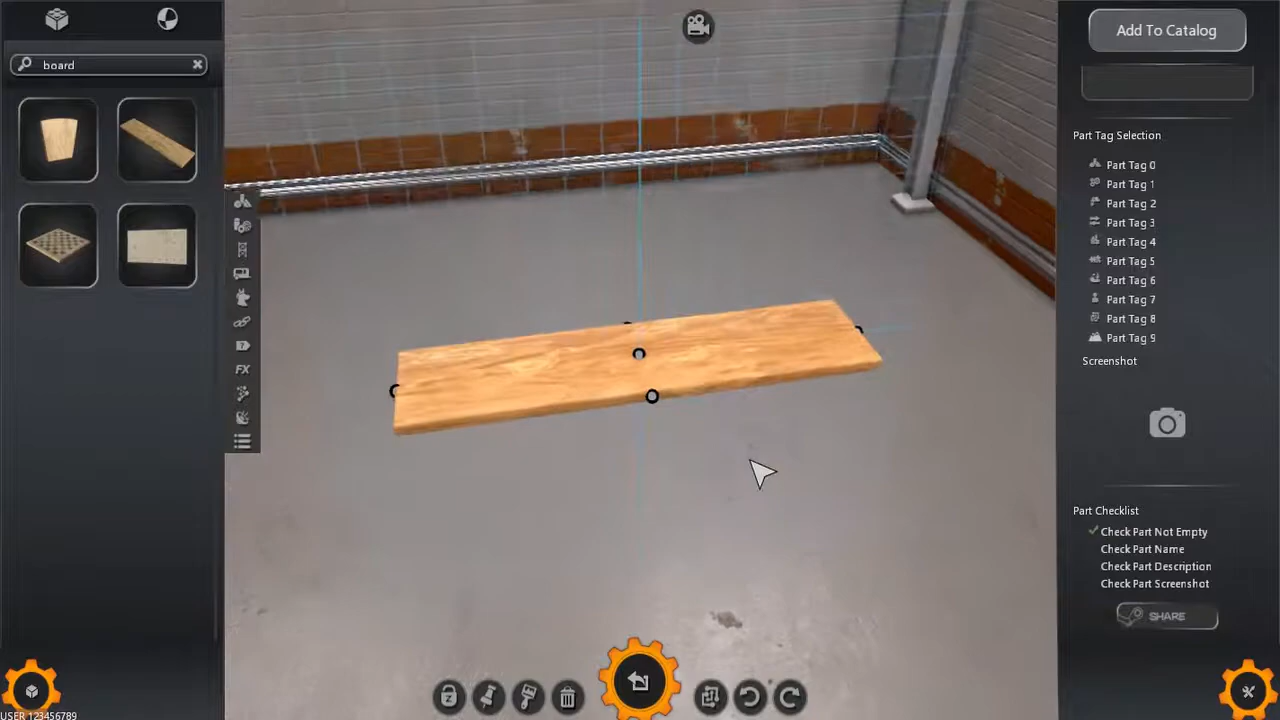 board
Add To Catalog
Part Tag Selection
Part Tag 0
Part Tag 1
Part Tag 2
Part Tag 3
Part Tag 4
Part Tag 5
Part Tag 6
Part Tag 7
Part Tag 8
Part Tag 9
Screenshot
FX
Part Checklist
Check Part Not Empty
Check Part Name
Check Part Description
Check Part Screenshot
SHARE
USER 123456789